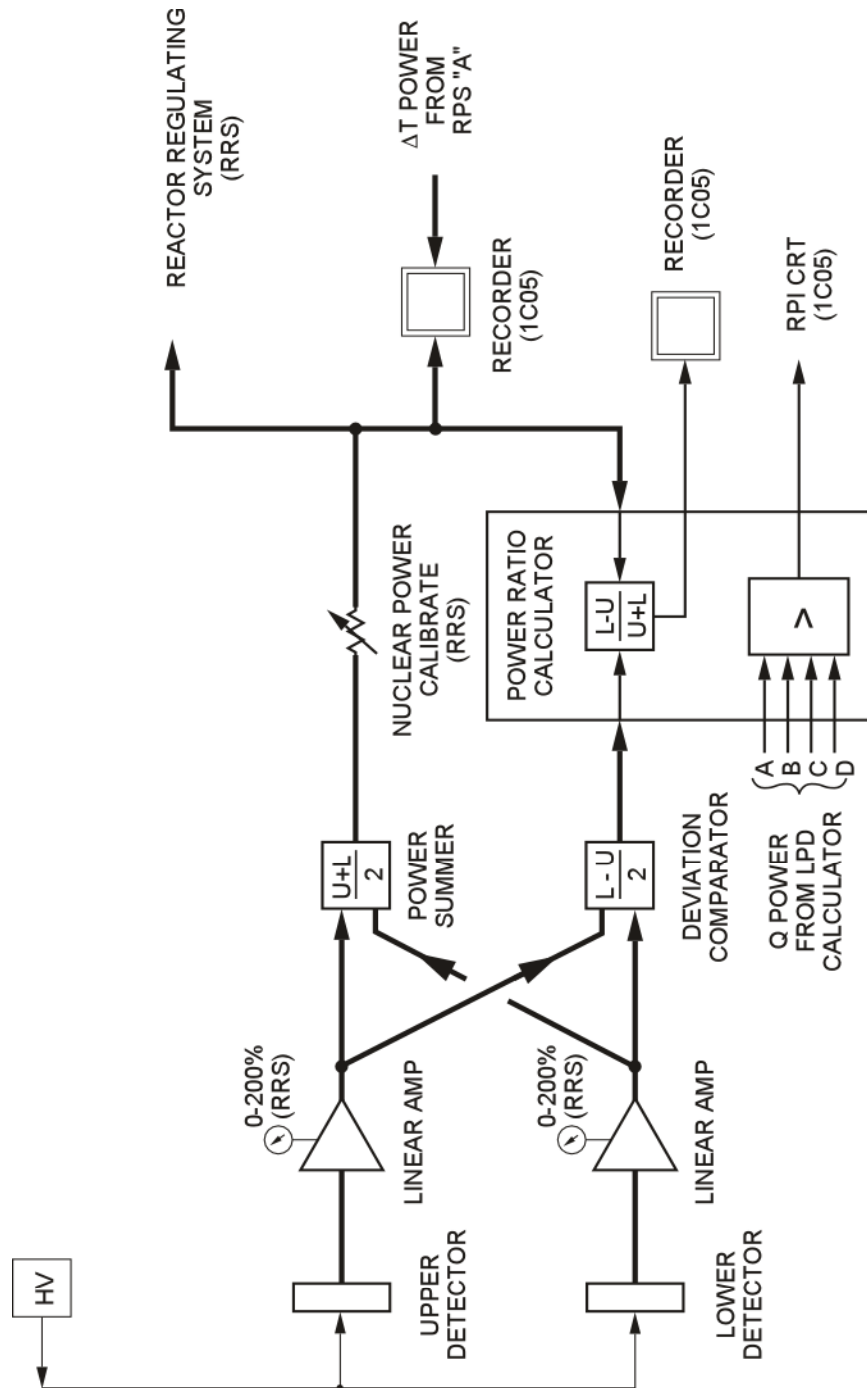 HV
UPPER
DETECTOR
LOWER
DETECTOR
0-200%
(RRS)
LINEAR AMP
0-200%
(RRS)
LINEAR AMP
U+L
2
POWER
SUMMER
L - U
2
DEVIATION
COMPARATOR
NUCLEAR POWER
CALIBRATE
(RRS)
REACTOR REGULATING
SYSTEM
(RRS)
ΔT POWER
FROM
RPS "A"
RECORDER
(1C05)
POWER RATIO
CALCULATOR
L-U
U+L
RECORDER
(1C05)
Q POWER
FROM LPD
CALCULATOR
A
B
C
D
>
RPI CRT
(1C05)